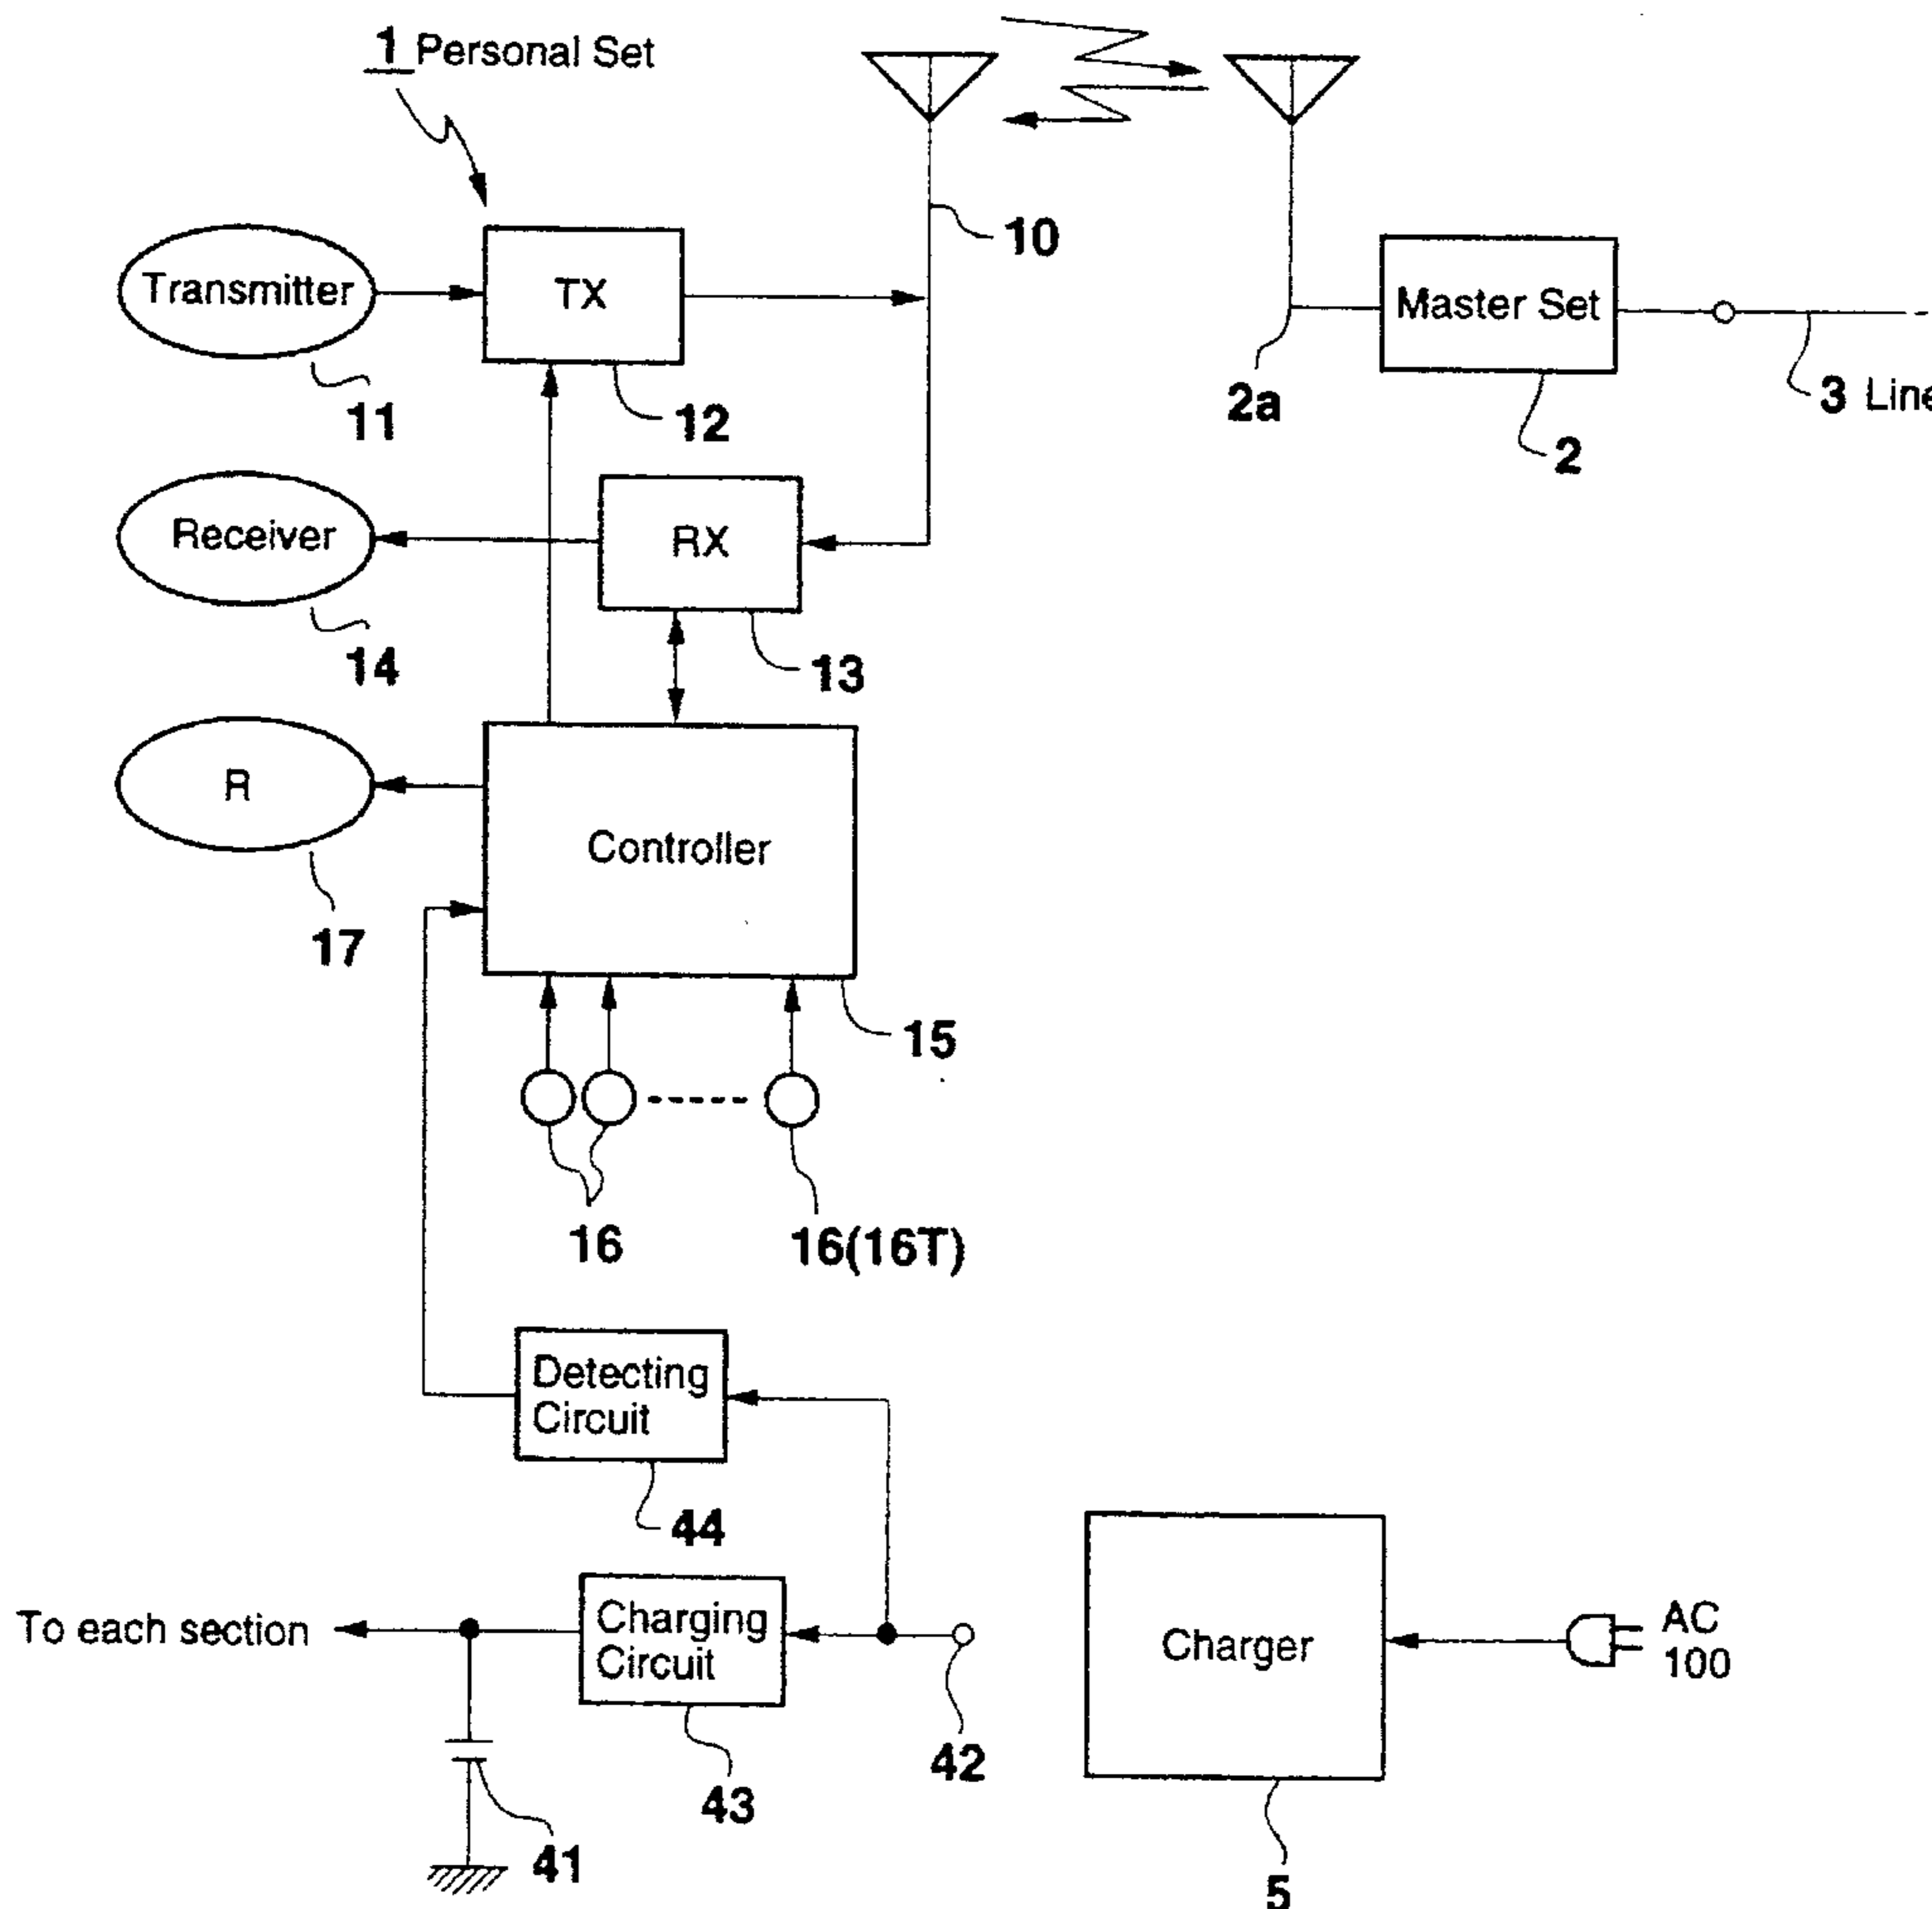 1 Personal Set
Transmitter
TX
10
Master Set
11
12
2a
3 Line
2
Receiver
RX
14
13
R
Controller
17
15
16
16(16T)
Detecting
Circuit
44
To each section
Charging
Circuit
Charger
AC
100
42
43
41
5